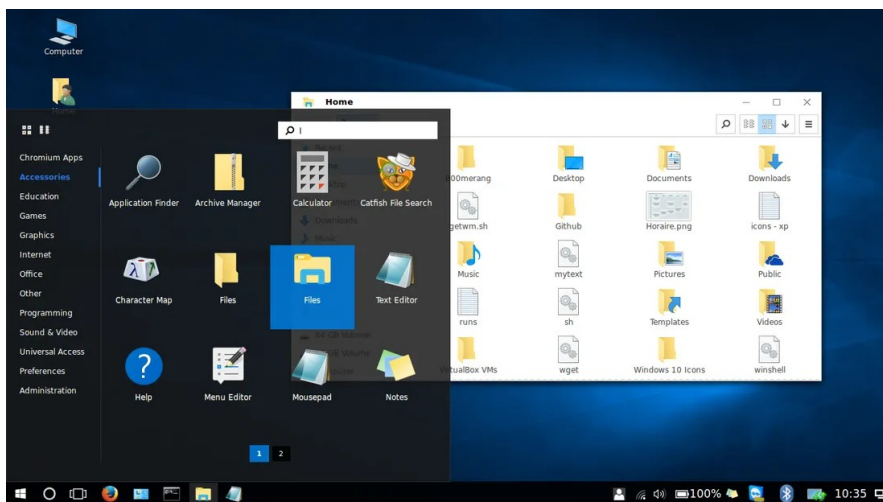 Computer
Home
Home
Chromium Apps
Accessories
Education
Games
Graphics
Internet
Office
Other
Programming
Sound & Video
Universal Access
Preferences
Administration
Application Finder
Archive Manager
Calculator
Catfish File Search
Character Map
Files
Files
Text Editor
Help
Menu Editor
Mousepad
Notes
1
2
Downloads
Music
Desktop
Documents
Downloads
getwm.sh
Github
Horaire.png
icons - xp
Music
mytext
Pictures
Public
runs
sh
Templates
Videos
VirtualBox VMs
wget
Windows 10 Icons
winshell
100%
10:35